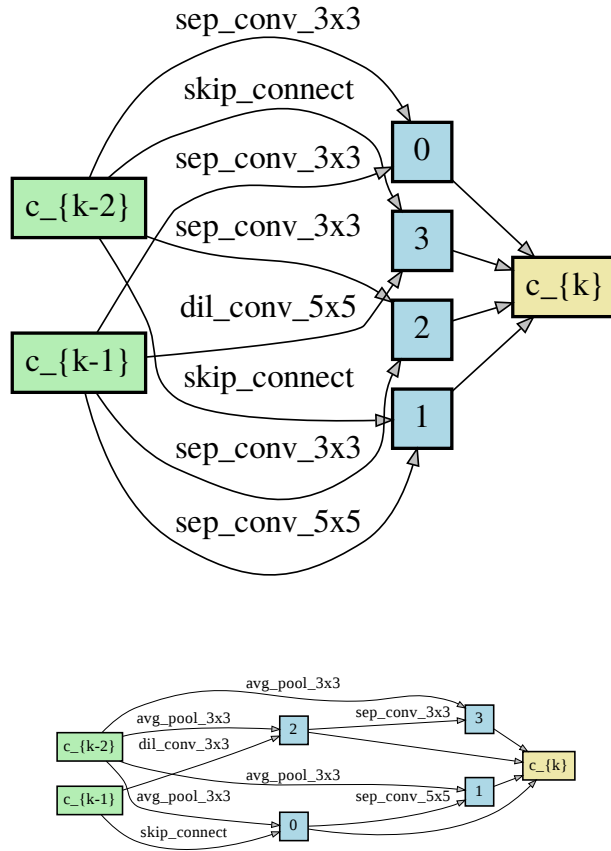 sep_conv_3x3
skip_connect
0
sep_conv_3x3
c_{k-2}
sep_conv_3x3
3
c_{k}
dil_conv_5x5
2
c_{k-1}
skip_connect
1
sep_conv_3x3
sep_conv_5x5
avg_pool_3x3
sep_conv_3x3
3
avg_pool_3x3
2
c_{k-2}
dil_conv_3x3
c_{k}
avg_pool_3x3
c_{k-1}
avg_pool_3x3
sep_conv_5x5
1
0
skip_connect